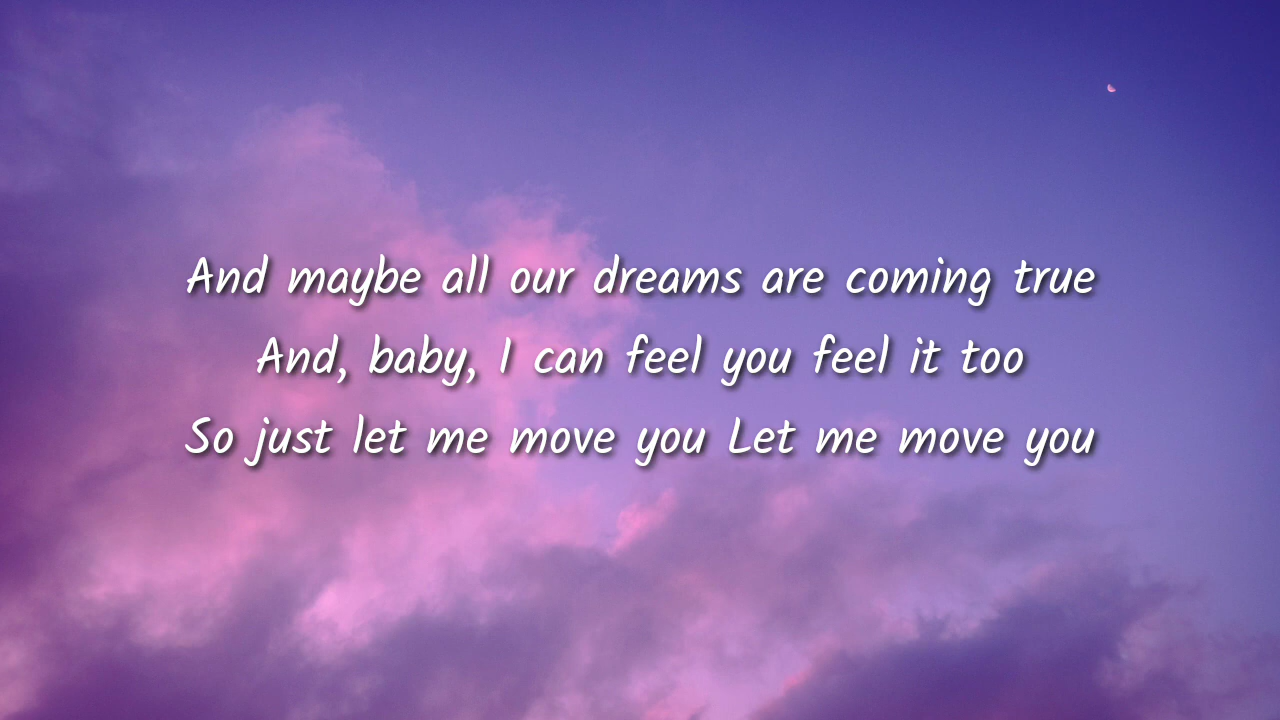 And maybe all our dreams are coming true
And, baby, I can feel you feel it too
So just let me move you Let me move you